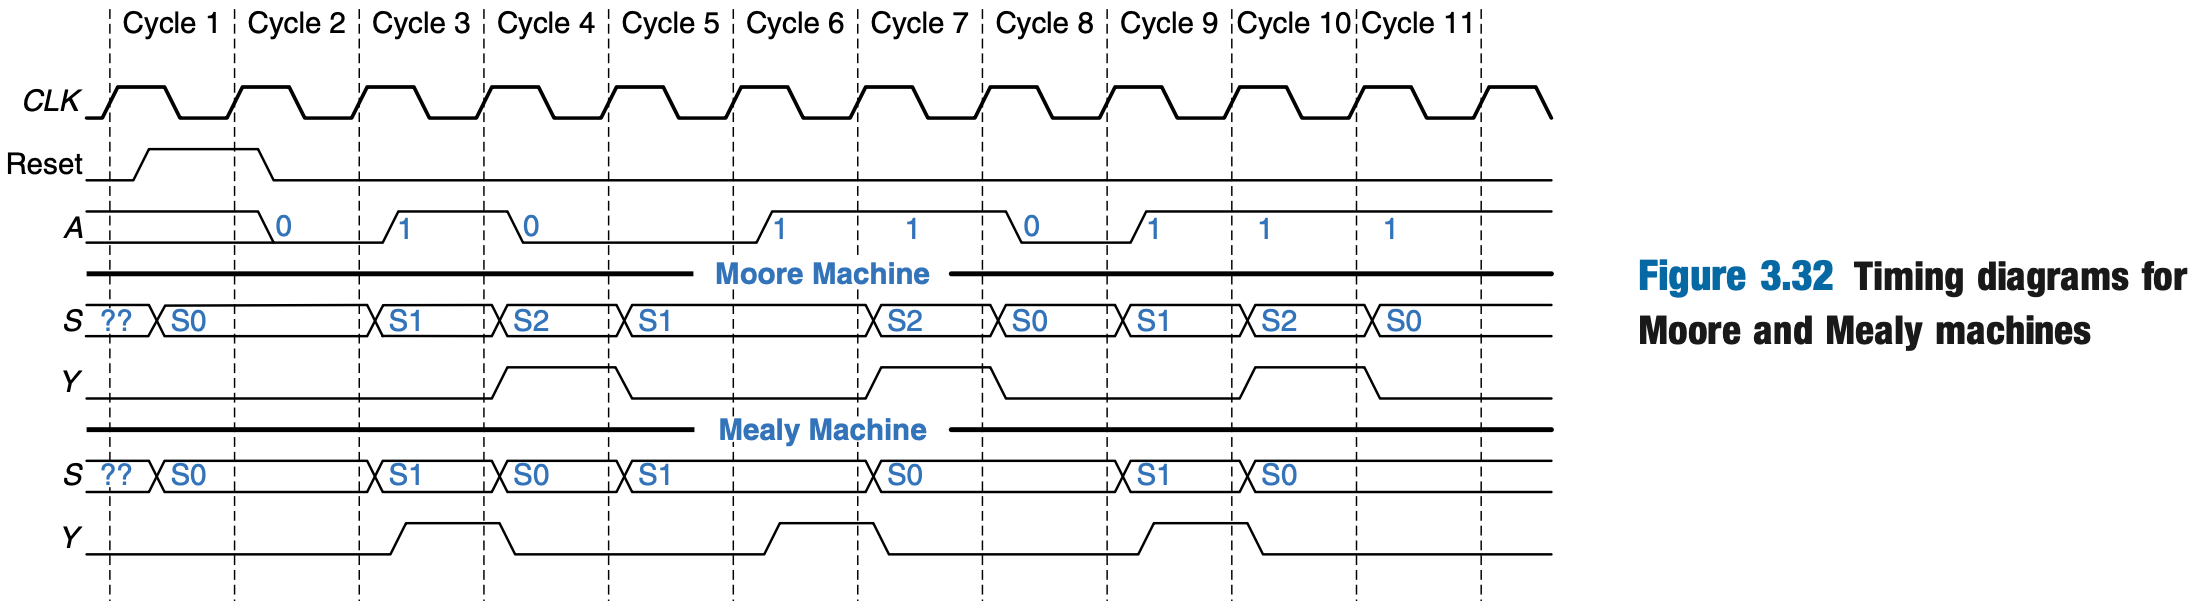 Cycle 1 Cycle 2 Cycle 3 Cycle 4 Cycle 5 Cycle 6 Cycle 7 Cycle 8 Cycle 9 Cycle 10 Cycle 11
CLK
Reset
A 0 1 0 1 1 0 1 1 1
Moore Machine
S ?? S0 S1 S2 S1 S2 S0 S1 S2 S0
Y
Mealy Machine
S ?? S0 S1 S0 S1 S0 S1 S0
Y
Figure 3.32 Timing diagrams for
Moore and Mealy machines